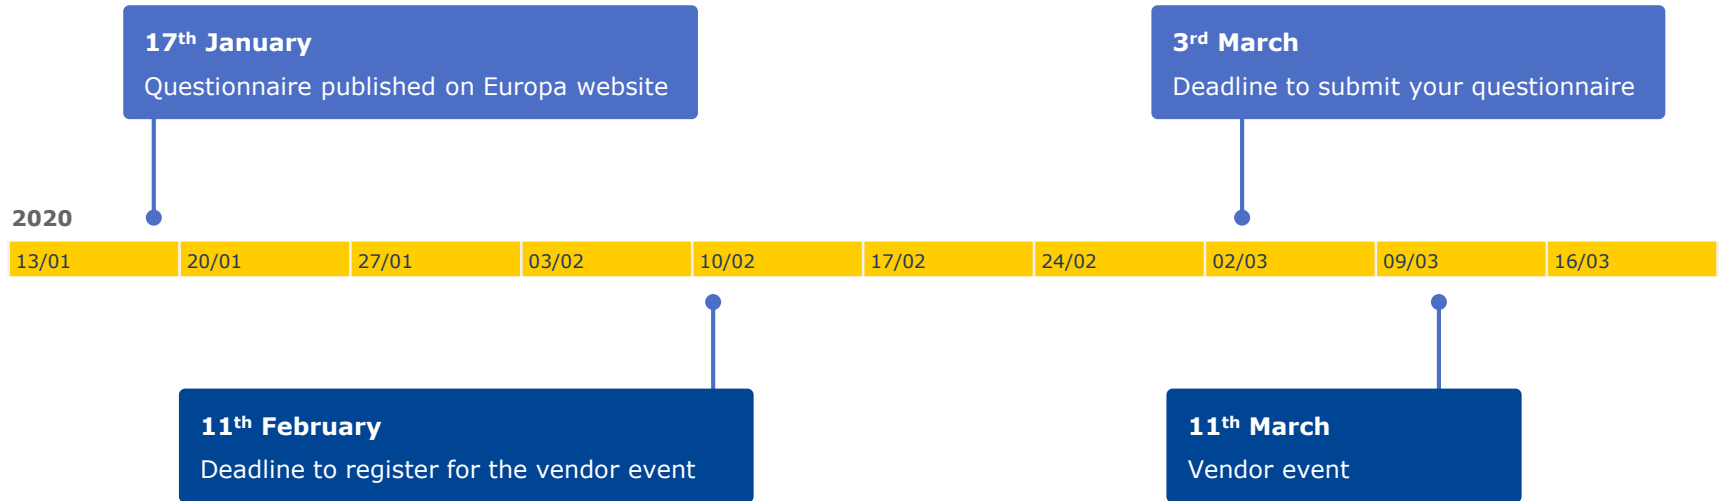 17th January
Questionnaire published on Europa website
3rd March
Deadline to submit your questionnaire
2020
13/01 20/01 27/01 03/02 10/02 17/02 24/02 02/03 09/03 16/03
11th February
Deadline to register for the vendor event
11th March
Vendor event